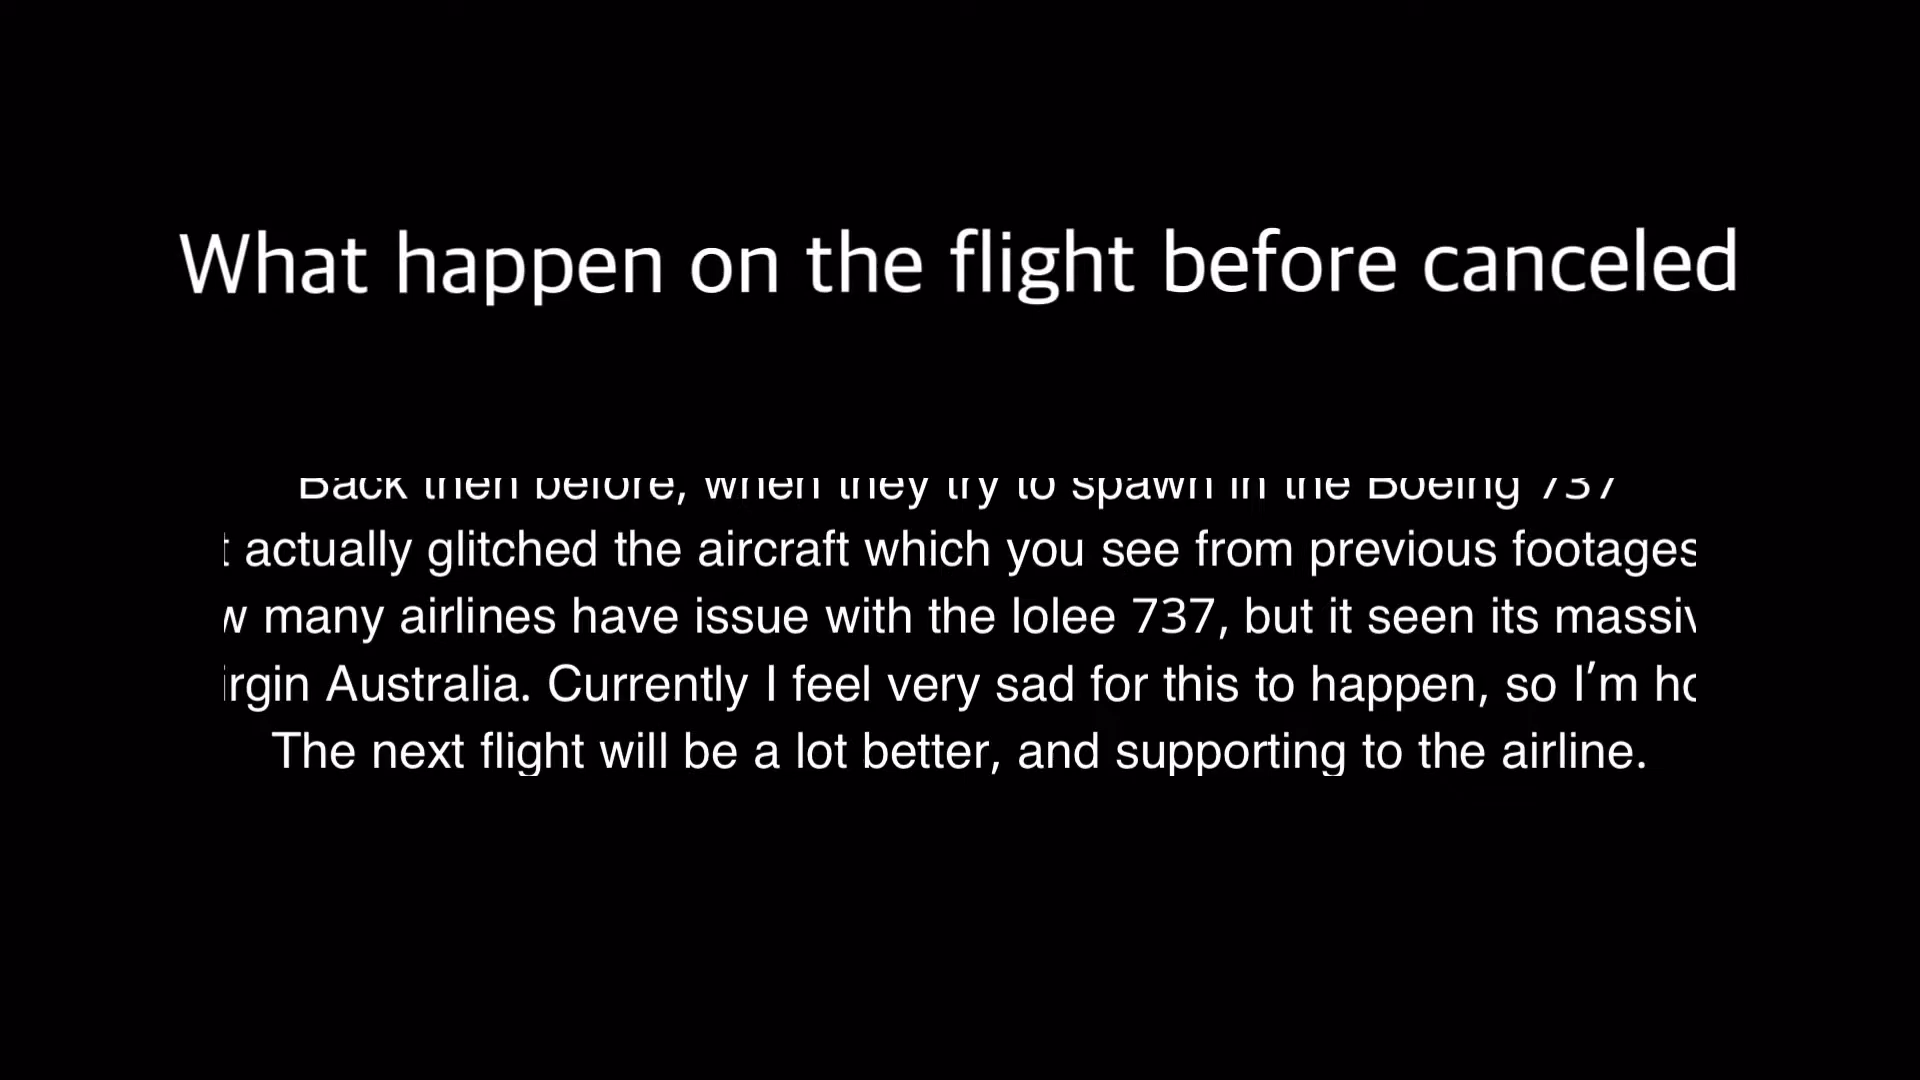 What happen on the flight before canceled
Back then before, when they try to spawn in the Boeing 737
actually glitched the aircraft which you see from previous footages
many airlines have issue with the lolee 737, but it seen its
Australia. Currently I feel very sad for this to happen, so I’m
The next flight will be a lot better, and supporting to the airline.